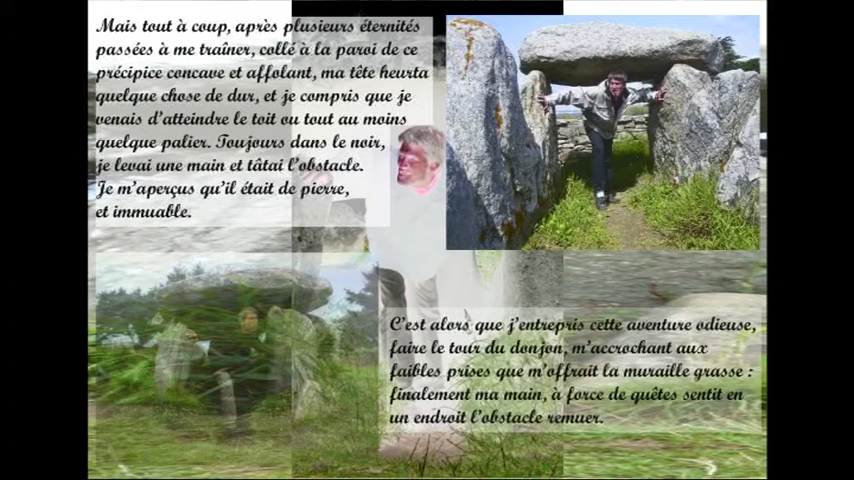 Mais tout à coup, après plusieurs éternités
passées à me traîner, collé à la paroi de ce
précipice concave et affolant, ma tête heurta
quelque chose de dur, et je compris que je
venais d'atteindre le toit ou tout au moins
quelque palier. Toujours dans le noir,
je levai une main et tâtai l'obstacle.
Je m'aperçus qu'il était de pierre,
et immuable.
C'est alors que j'entrepris cette aventure odieuse,
faire le tour du donjon, m'accrochant aux
faibles prises que m'offrait la muraille grasse :
finalement ma main, à force de quêtes sentit en
un endroit l'obstacle remuer.